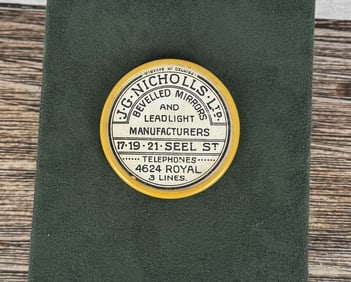 J.G. NICHOLLS. LTD.
BEVELLED MIRRORS
AND
LEADLIGHT
MANUFACTURERS
17·19·21·SEEL ST
TELEPHONES
4624 ROYAL
3 LINES.